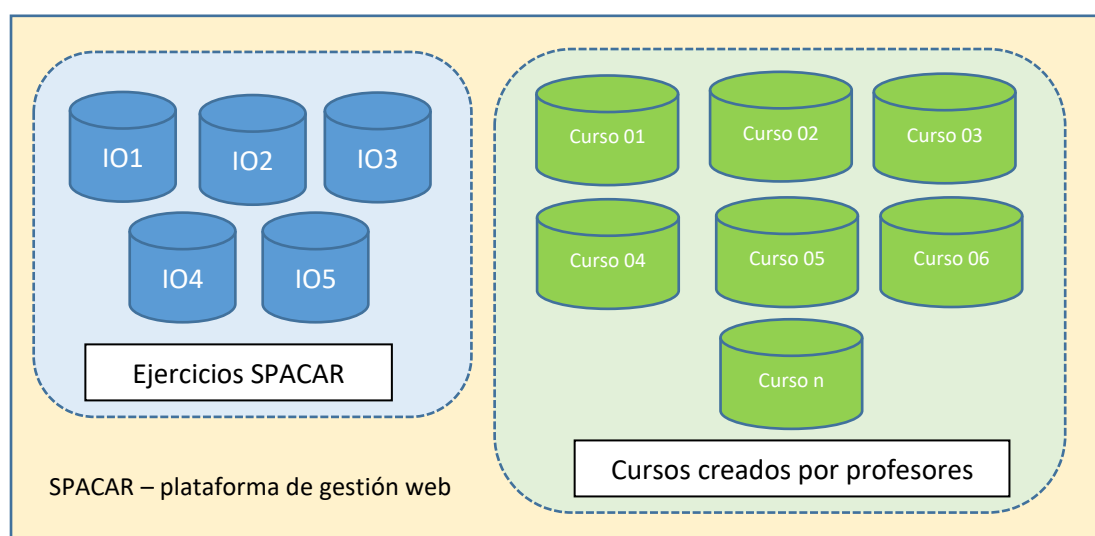 IO1
IO2
IO3
IO4
IO5
Ejercicios SPACAR
SPACAR – plataforma de gestión web
Curso 01
Curso 02
Curso 03
Curso 04
Curso 05
Curso 06
Curso n
Cursos creados por profesores